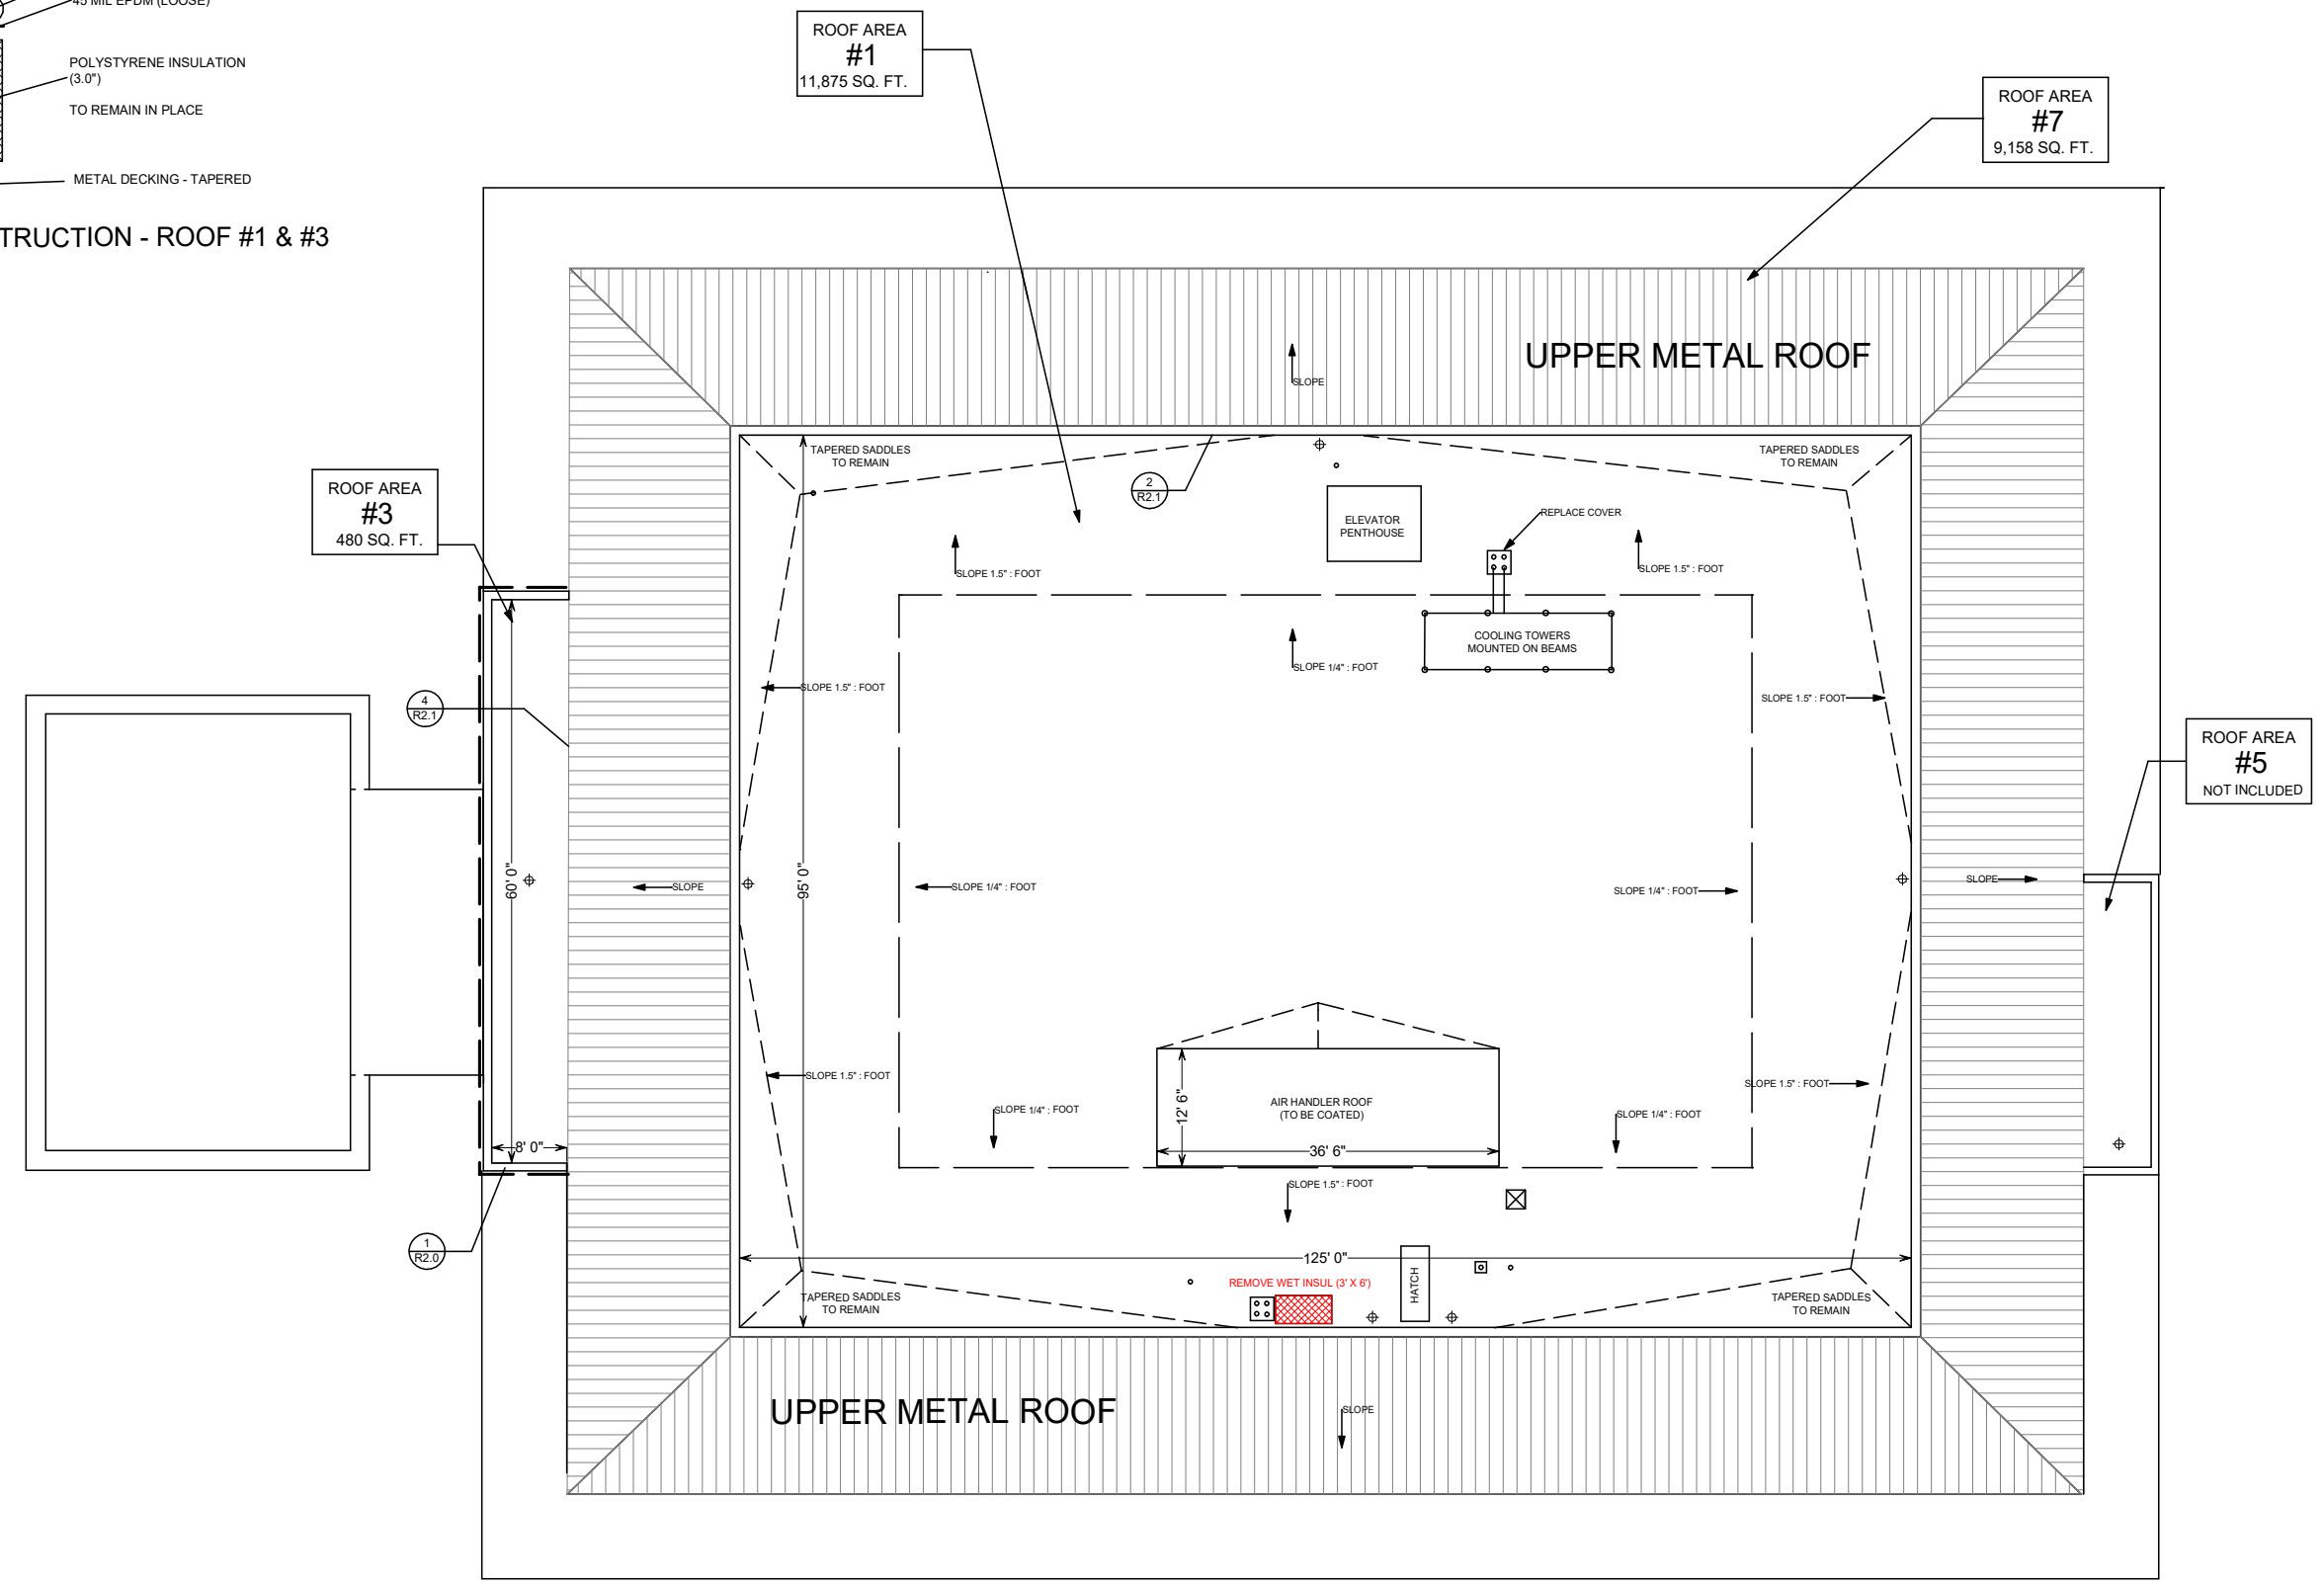 45 MIL EPDM (LOOSE)
POLYSTYRENE INSULATION
(3.0")
TO REMAIN IN PLACE
METAL DECKING - TAPERED
TRUCTION - ROOF #1 & #3
ROOF AREA
#1
11,875 SQ. FT.
ROOF AREA
#7
9,158 SQ. FT.
UPPER METAL ROOF
SLOPE
TAPERED SADDLES
TO REMAIN
TAPERED SADDLES
TO REMAIN
ROOF AREA
#3
480 SQ. FT.
2
R2.1
ELEVATOR
PENTHOUSE
REPLACE COVER
SLOPE 1.5" : FOOT
SLOPE 1.5" : FOOT
COOLING TOWERS
MOUNTED ON BEAMS
SLOPE 1/4" : FOOT
SLOPE 1.5" : FOOT
SLOPE 1.5" : FOOT
4
R2.1
ROOF AREA
#5
NOT INCLUDED
60' 0"
SLOPE
95' 0"
SLOPE 1/4" : FOOT
SLOPE 1/4" : FOOT
SLOPE
SLOPE 1.5" : FOOT
SLOPE 1.5" : FOOT
12' 6"
AIR HANDLER ROOF
(TO BE COATED)
SLOPE 1/4" : FOOT
SLOPE 1/4" : FOOT
8' 0"
36' 6"
SLOPE 1.5" : FOOT
1
R2.0
125' 0"
REMOVE WET INSUL (3' X 6')
HATCH
TAPERED SADDLES
TO REMAIN
TAPERED SADDLES
TO REMAIN
UPPER METAL ROOF
SLOPE